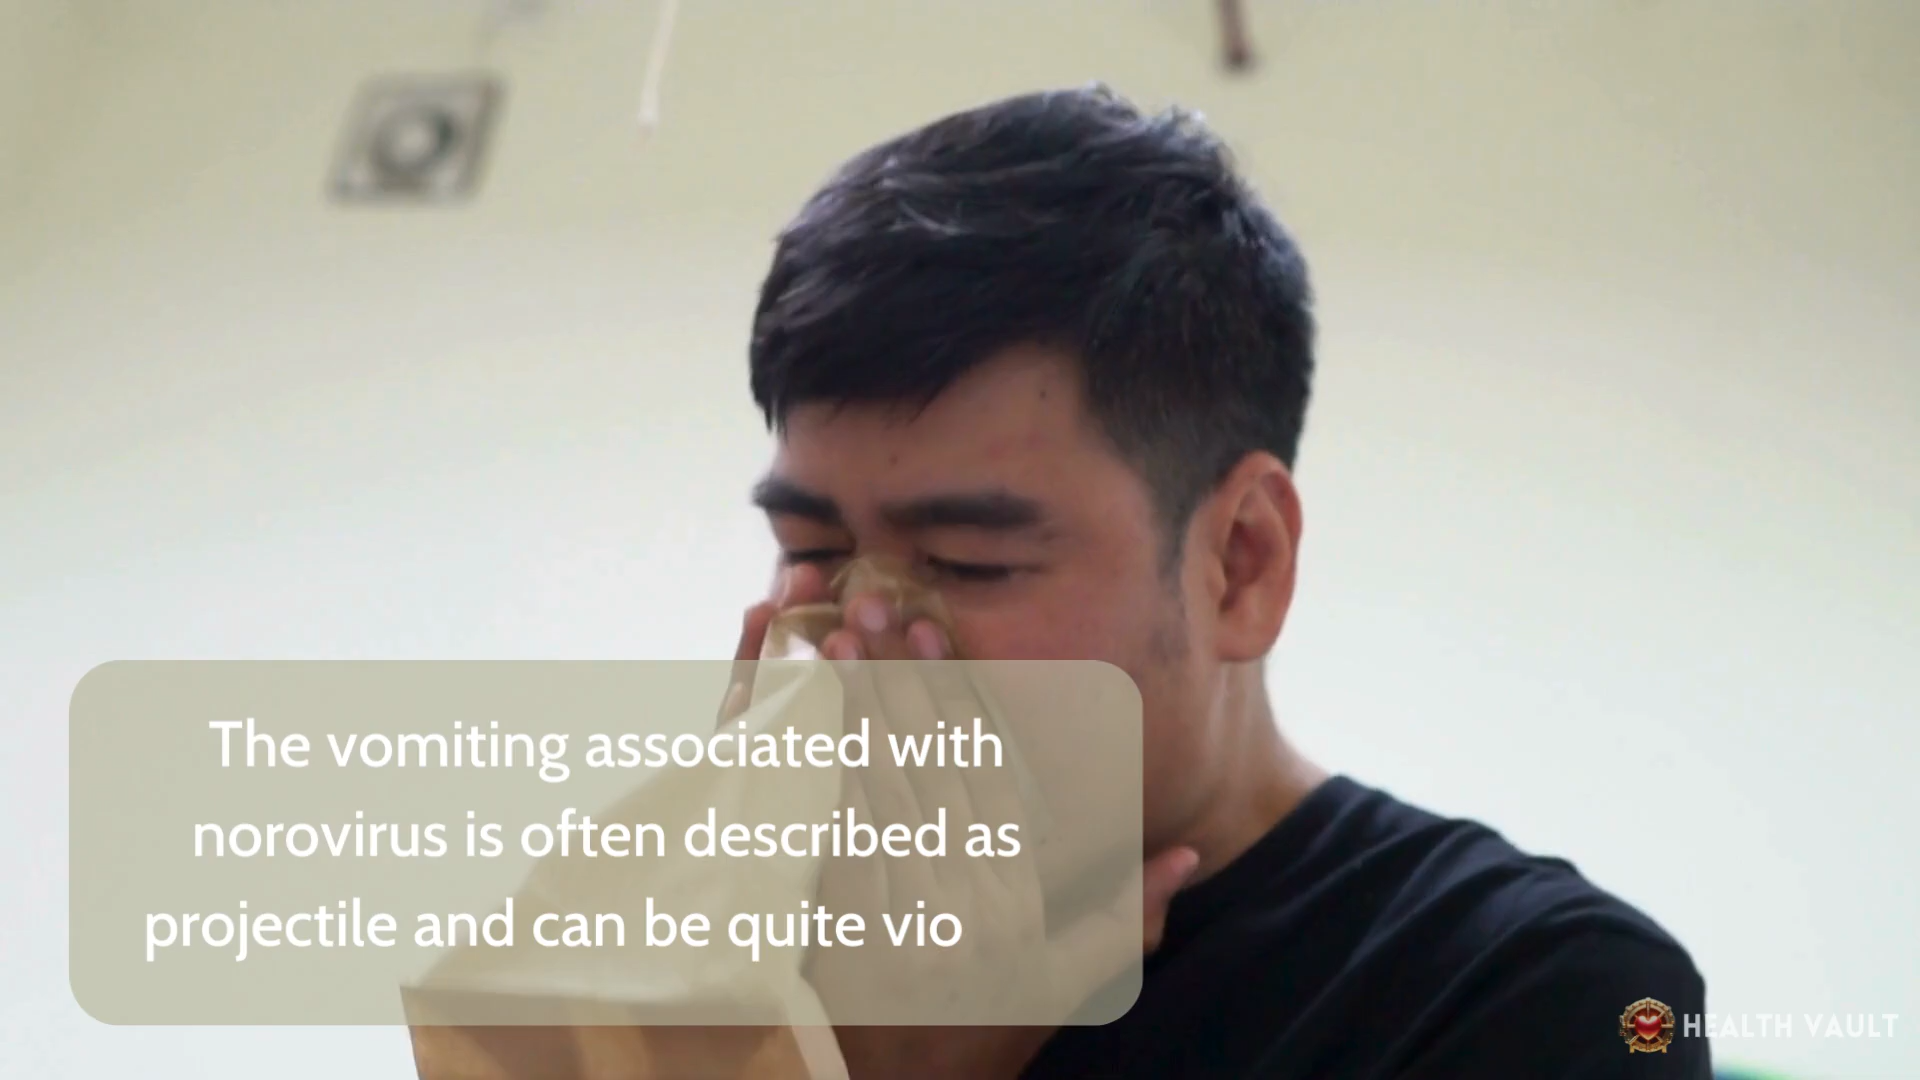 The vomiting associated with
norovirus is often described as
projectile and can be quite vio
HEALTH VAULT